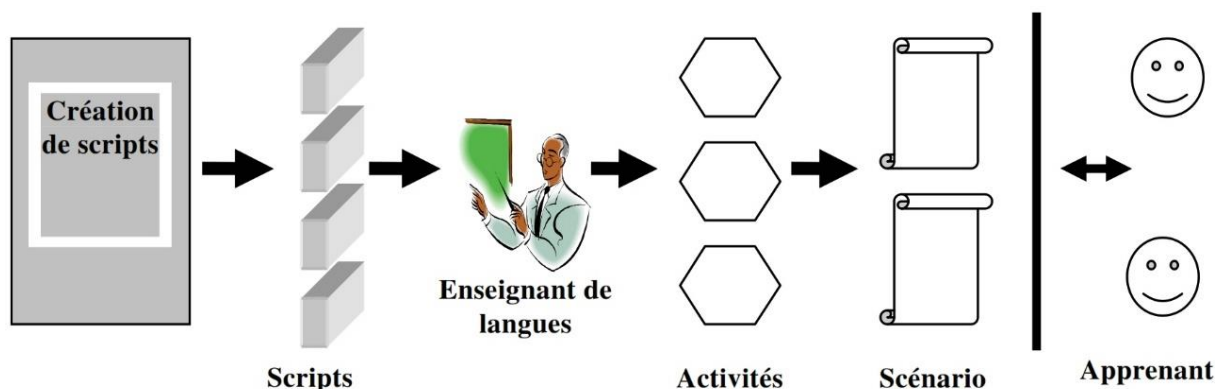 Création
de scripts
Enseignant de
langues
Scripts
Activités
Scénario
Apprenant